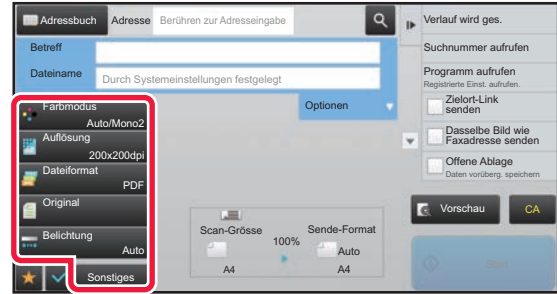 Adressbuch
Adresse
Berühren zur Adresseingabe
Betreff
Dateiname
Durch Systemeinstellungen festgelegt
Optionen
Farbmodus
Auto/Mono2
Auflösung
200x200dpi
Dateiformat
PDF
Original
Belichtung
Auto
Sonstiges
Scan-Grösse
100%
Sende-Format
Auto
A4
A4
Verlauf wird ges.
Suchnummer aufrufen
Programm aufrufen
Registrierte Einst. aufrufen.
Zielort-Link
senden
Dasselbe Bild wie
Faxadresse senden
Offene Ablage
Daten vorüberg. speichern
Vorschau
CA
Start